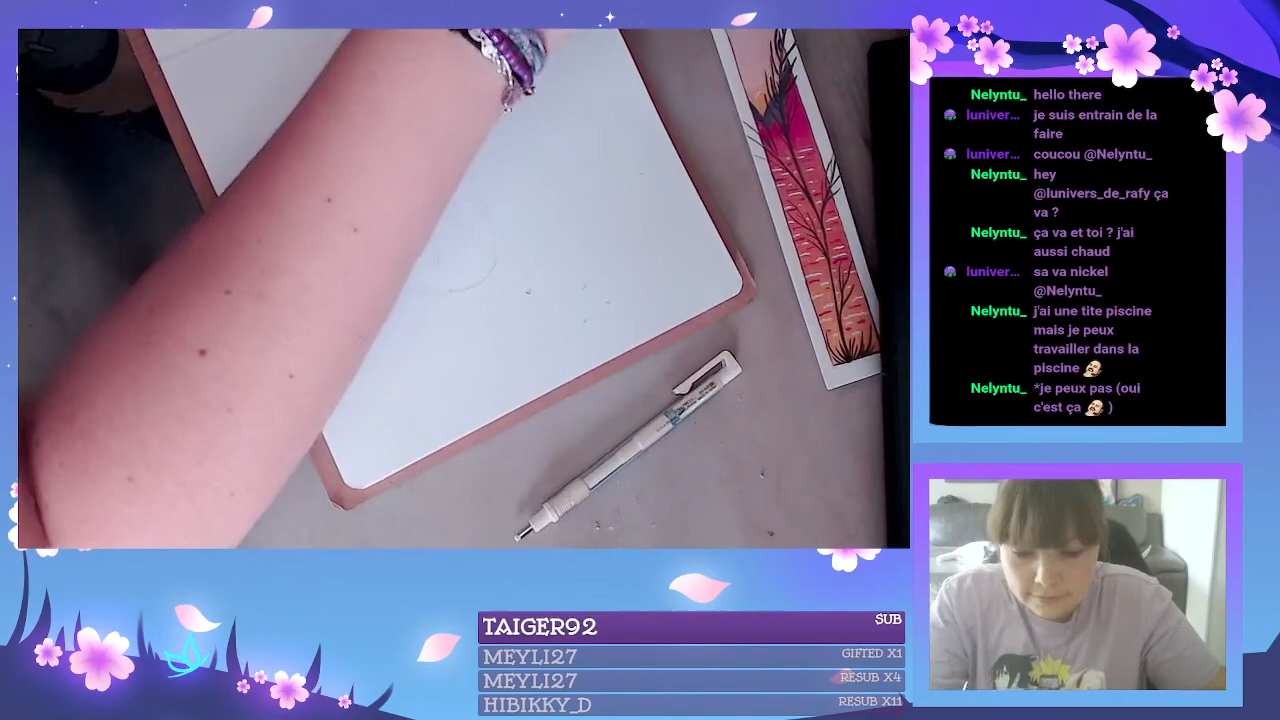 Nelyntu_ hello there
luniver... je suis entrain de la
faire
luniver... coucou @Nelyntu_
Nelyntu_ hey
@lunivers_de_rafy ça
va ?
Nelyntu_ ça va et toi ? j'ai
aussi chaud
luniver... sa va nickel
@Nelyntu_
Nelyntu_ j'ai une tite piscine
mais je peux
travailler dans la
piscine
Nelyntu_ *je peux pas (oui
c'est ça )
TAIGER92 SUB
MEYLI27 GIFTED X1
MEYLI27 RESUB X4
HIBIKKY_D RESUB X11